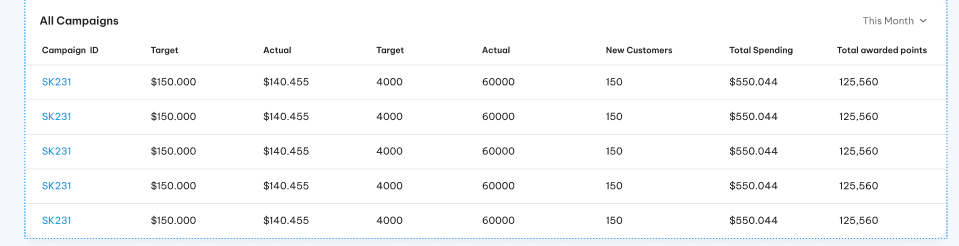 All Campaigns This Month
Campaign ID Target Actual Target Actual New Customers Total Spending Total awarded points
SK231 $150.000 $140.455 4000 60000 150 $550.044 125,560
SK231 $150.000 $140.455 4000 60000 150 $550.044 125,560
SK231 $150.000 $140.455 4000 60000 150 $550.044 125,560
SK231 $150.000 $140.455 4000 60000 150 $550.044 125,560
SK231 $150.000 $140.455 4000 60000 150 $550.044 125,560